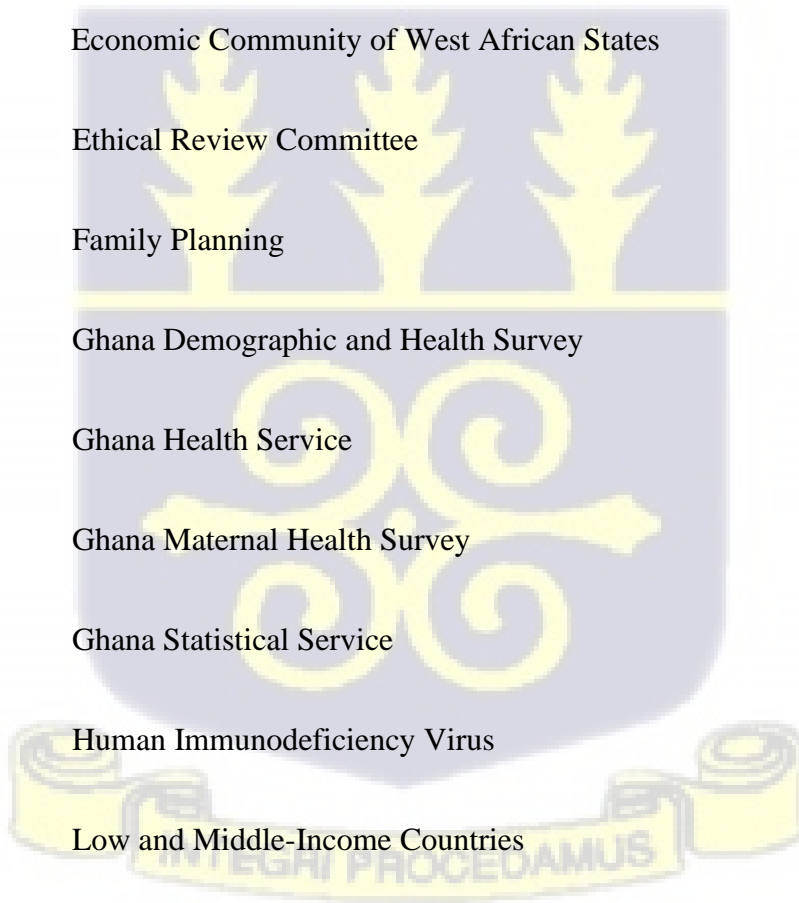 Economic Community of West African States
Ethical Review Committee
Family Planning
Ghana Demographic and Health Survey
Ghana Health Service
Ghana Maternal Health Survey
Ghana Statistical Service
Human Immunodeficiency Virus
Low and Middle-Income Countries
INTEGRI PROCEDAMUS